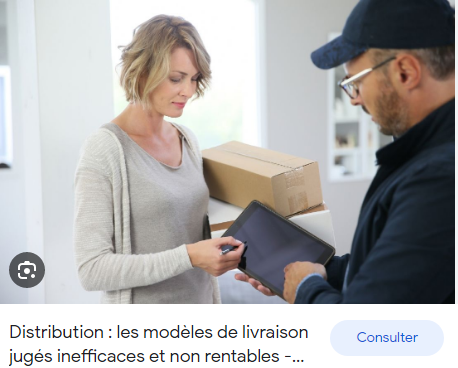 Distribution : les modèles de livraison
jugés inefficaces et non rentables -...
Consulter